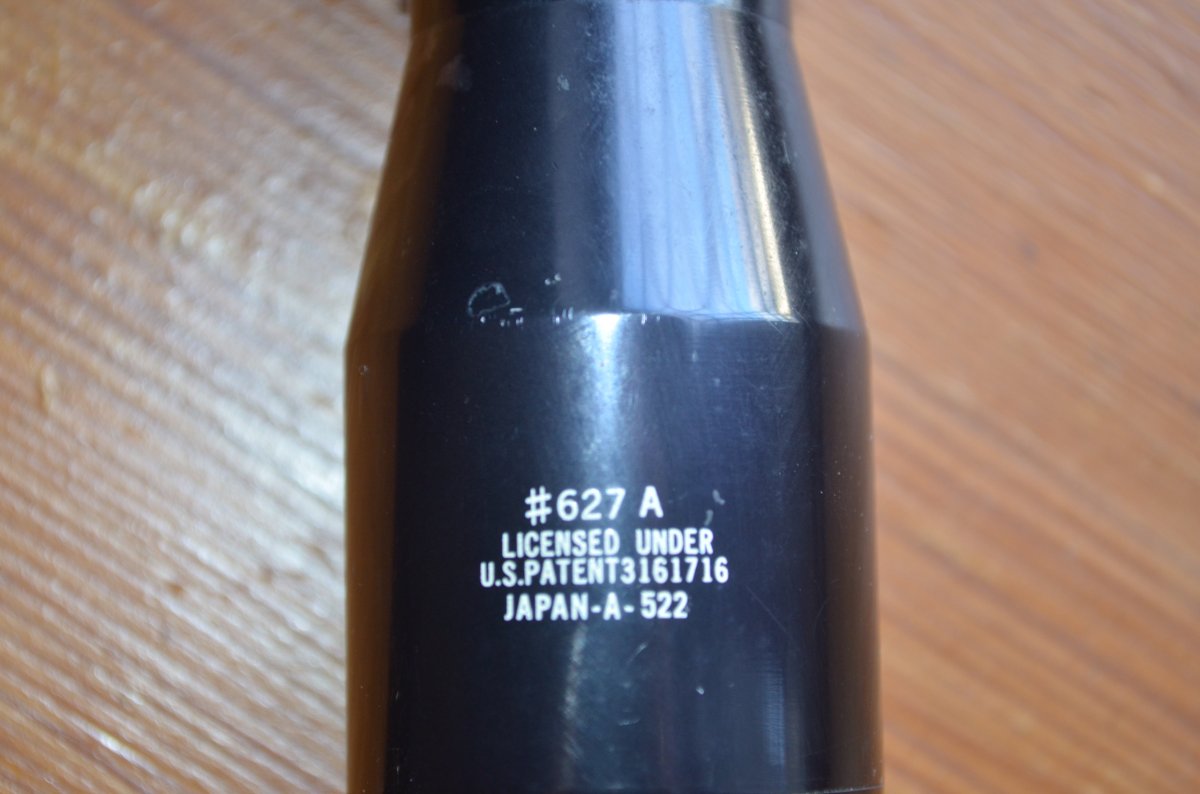 #627 A
LICENSED UNDER
U.S.PATENT3161716
JAPAN-A-522